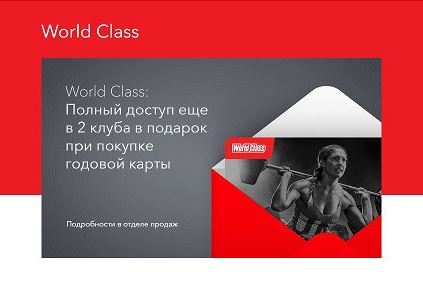 World Class
World Class:
Полный доступ еще
в 2 клуба в подарок
при покупке
годовой карты
World Class
Подробности в отделе продаж